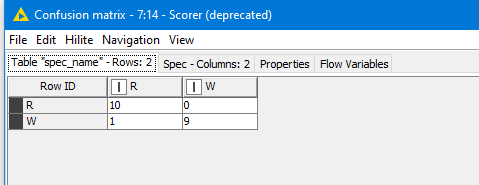 Confusion matrix - 7:14 - Scorer (deprecated)
File Edit Hilite Navigation View
Table "spec_name" - Rows: 2 Spec - Columns: 2 Properties Flow Variables
Row ID I R I W
R 10 0
W 1 9